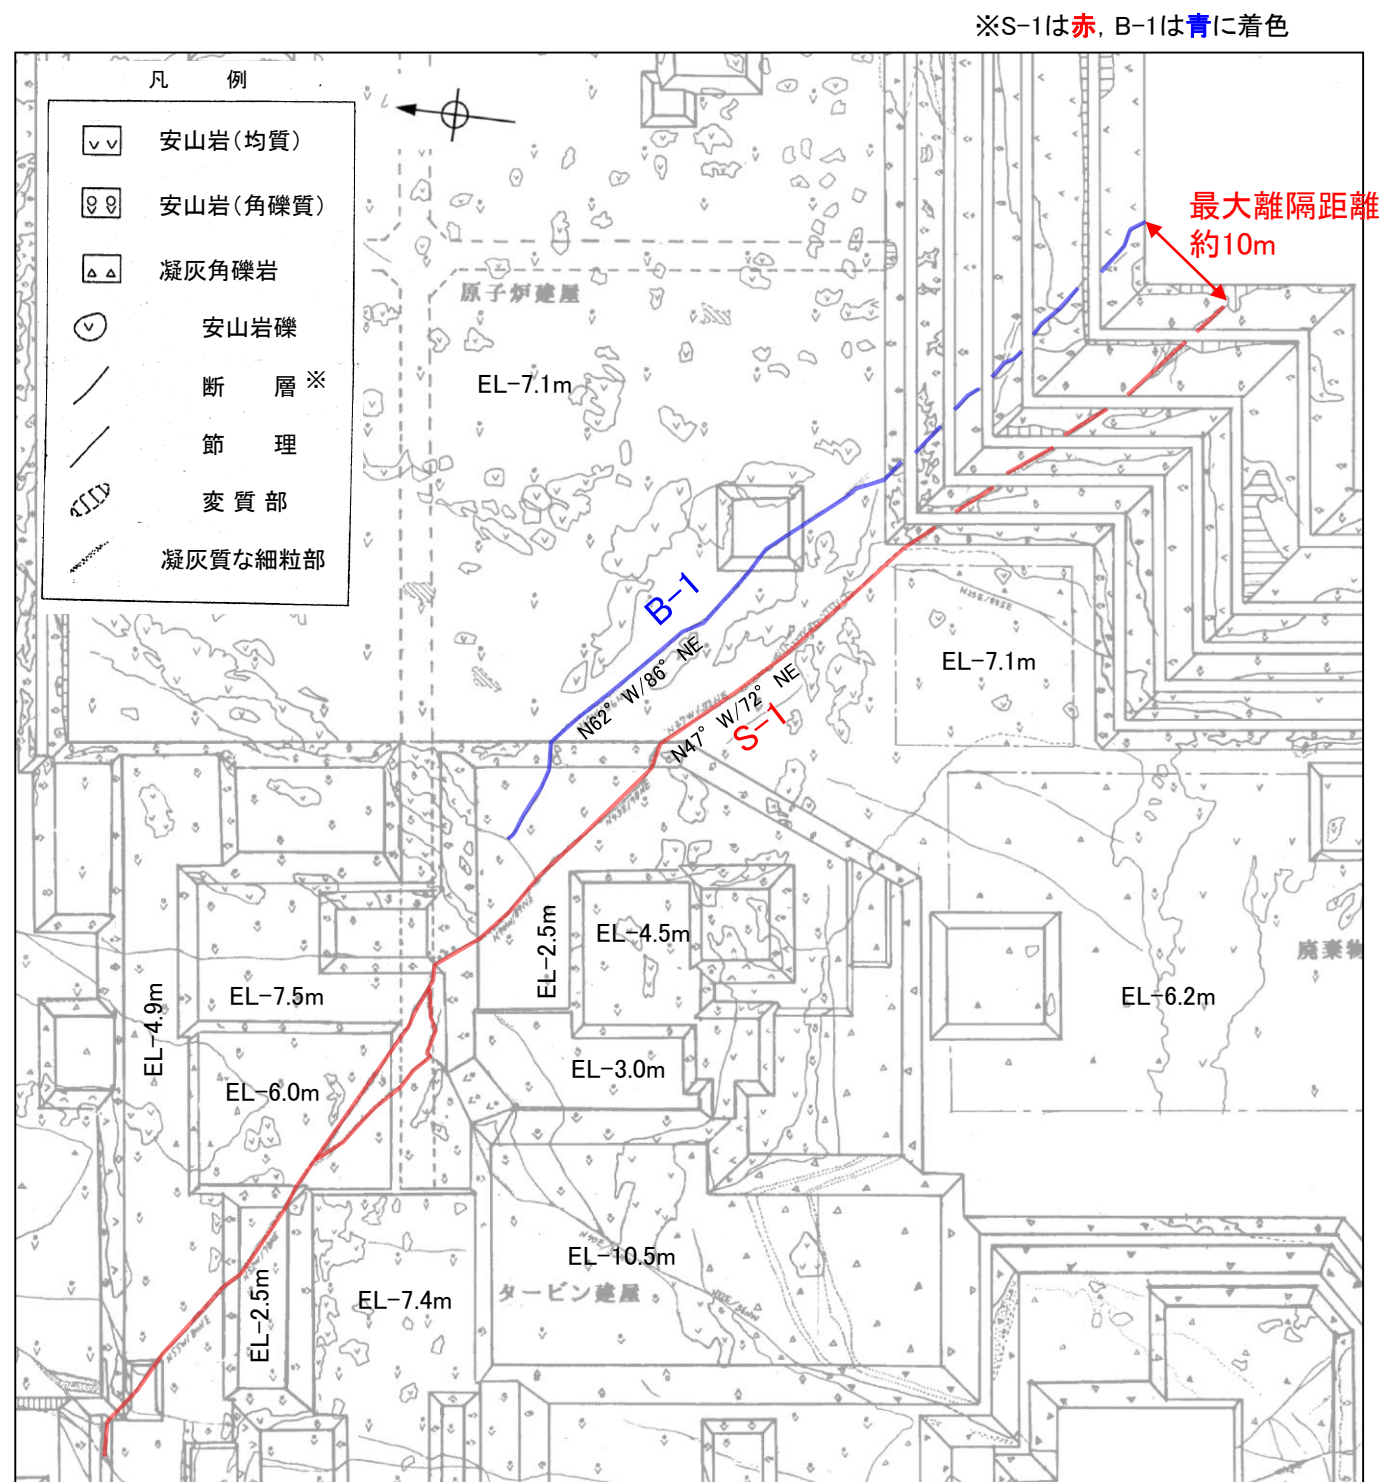 ※S-1は赤，B-1は青に着色
凡　例
安山岩（均質）
安山岩（角礫質）
凝灰角礫岩
安山岩礫
断　層※
節　理
変質部
凝灰質な細粒部
最大離隔距離
約10m
原子炉建屋
EL-7.1m
B-1
N62°W/86°NE
N47°W/72°NE
S-1
EL-7.1m
EL-2.5m
EL-4.5m
EL-4.9m
EL-7.5m
EL-6.2m
廃棄物
EL-3.0m
EL-6.0m
EL-10.5m
タービン建屋
EL-2.5m
EL-7.4m